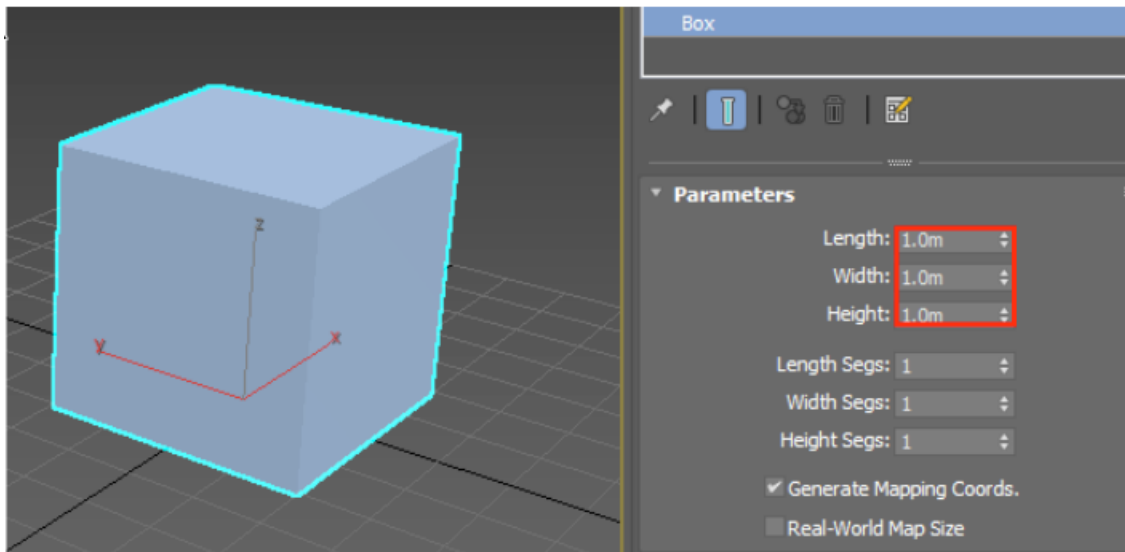 Box
z
y
x
Parameters
Length: 1.0m
Width: 1.0m
Height: 1.0m
Length Segs: 1
Width Segs: 1
Height Segs: 1
Generate Mapping Coords.
Real-World Map Size